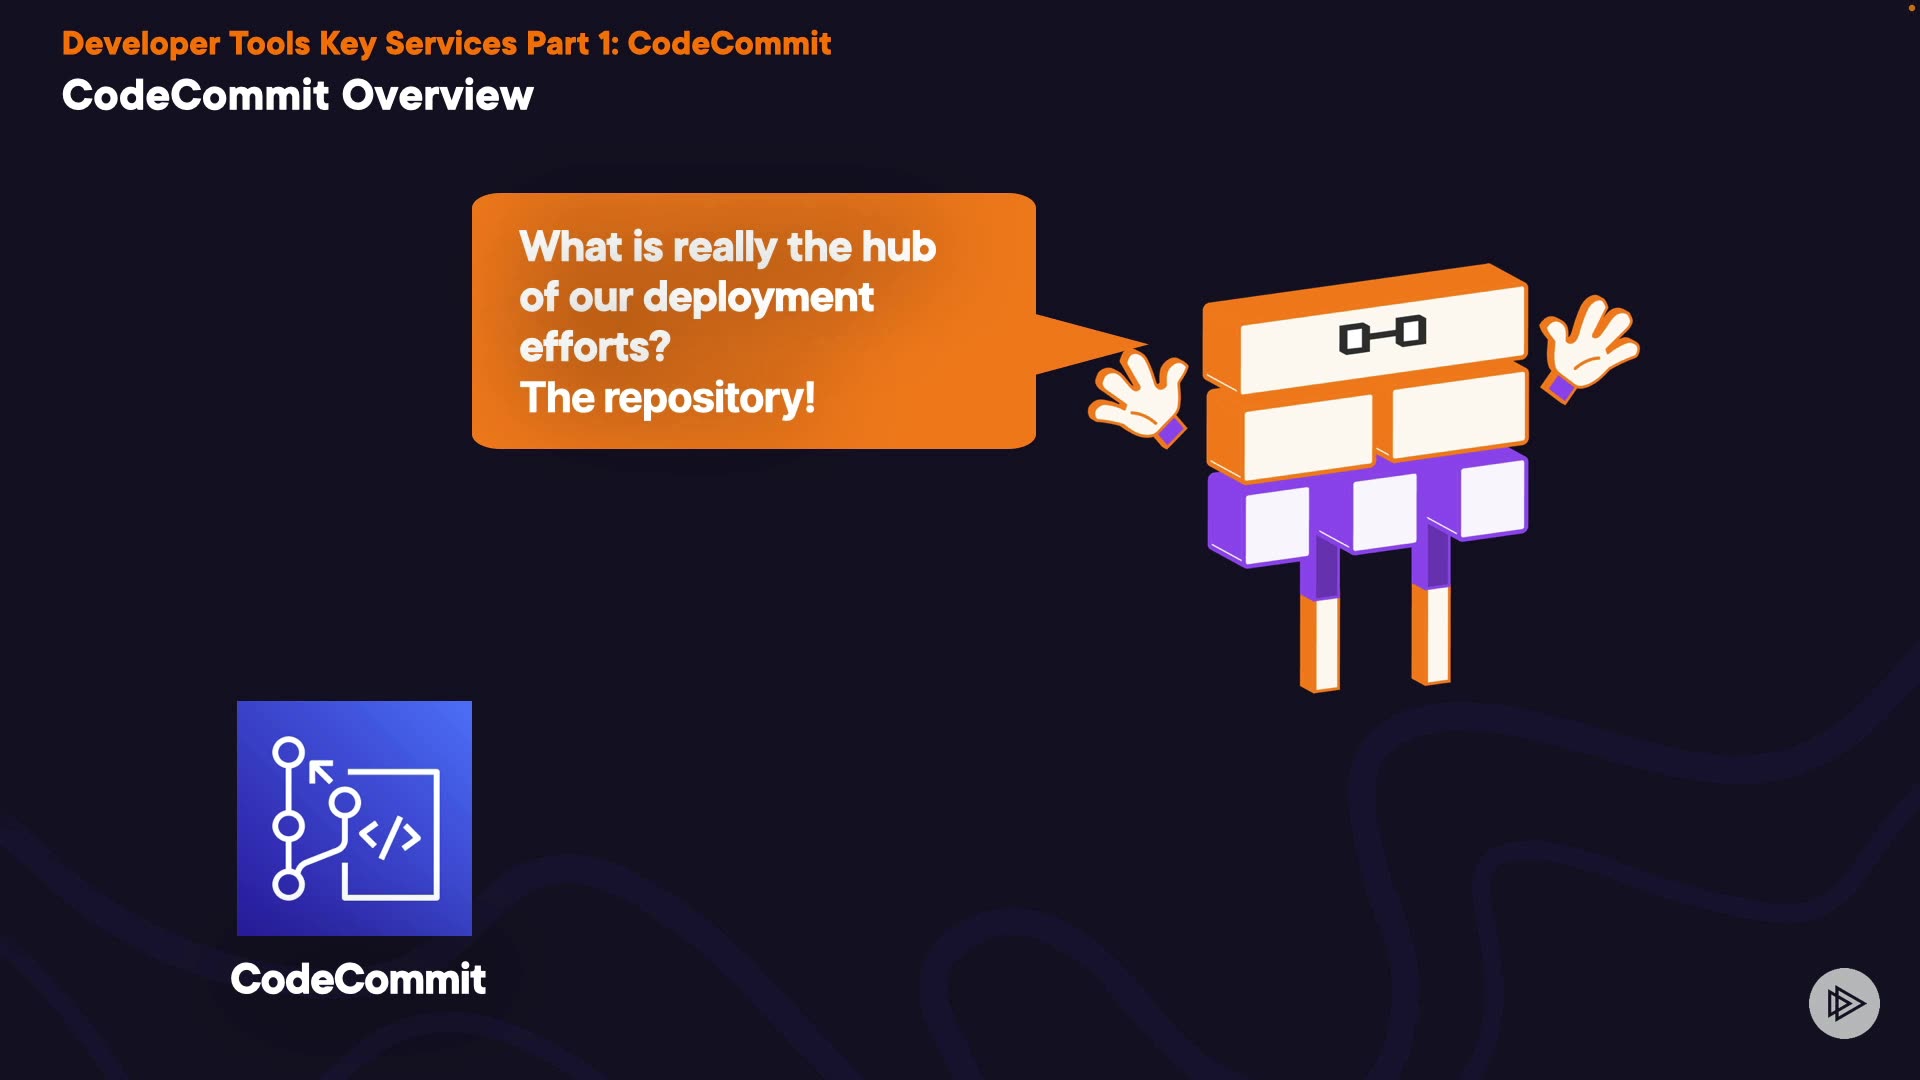 Developer Tools Key Services Part 1: CodeCommit
CodeCommit Overview
What is really the hub
of our deployment
efforts?
The repository!
CodeCommit